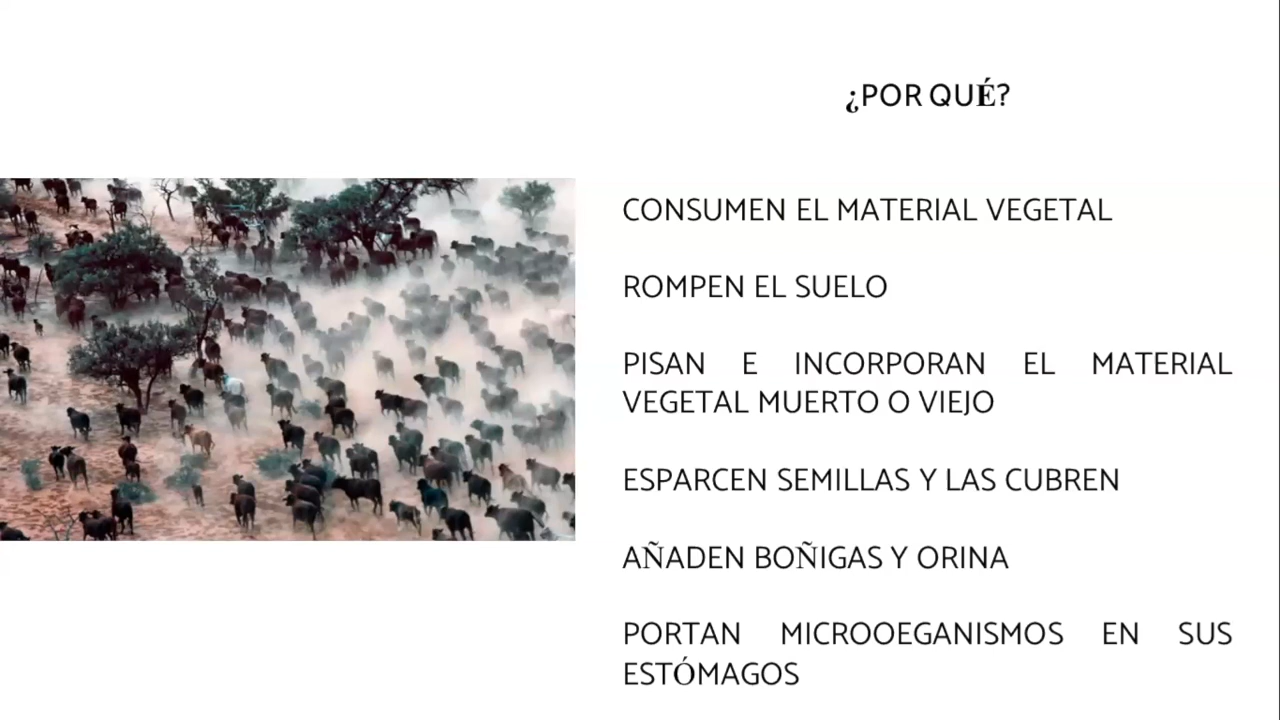 ¿POR QUÉ?
CONSUMEN EL MATERIAL VEGETAL
ROMPEN EL SUELO
PISAN E INCORPORAN EL MATERIAL
VEGETAL MUERTO O VIEJO
ESPARCEN SEMILLAS Y LAS CUBREN
AÑADEN BOÑIGAS Y ORINA
PORTAN MICROOEGANISMOS EN SUS
ESTÓMAGOS